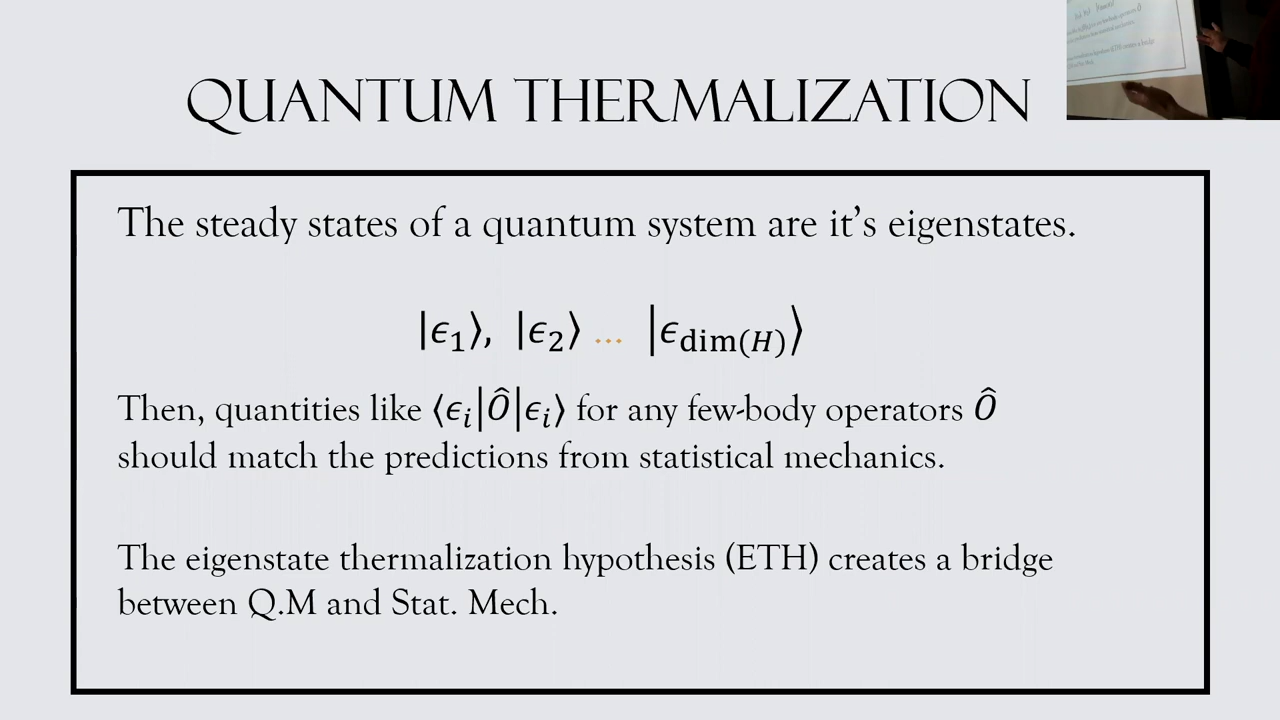 QUANTUM THERMALIZATION
The steady states of a quantum system are it's eigenstates.
|ϵ₁⟩, |ϵ₂⟩ … |ϵ_dim(H)⟩
Then, quantities like ⟨ϵᵢ|Ô|ϵᵢ⟩ for any few-body operators Ô
should match the predictions from statistical mechanics.
The eigenstate thermalization hypothesis (ETH) creates a bridge
between Q.M and Stat. Mech.